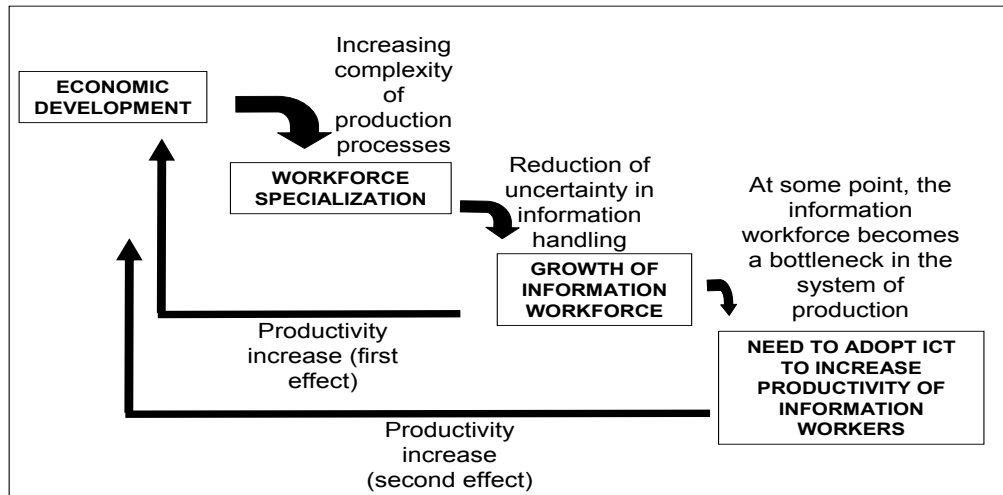 ECONOMIC
DEVELOPMENT
Increasing
complexity
of
production
processes
WORKFORCE
SPECIALIZATION
Reduction of
uncertainty in
information
handling
GROWTH OF
INFORMATION
WORKFORCE
At some point, the
information
workforce becomes
a bottleneck in the
system of
production
NEED TO ADOPT ICT
TO INCREASE
PRODUCTIVITY OF
INFORMATION
WORKERS
Productivity
increase (first
effect)
Productivity
increase
(second effect)